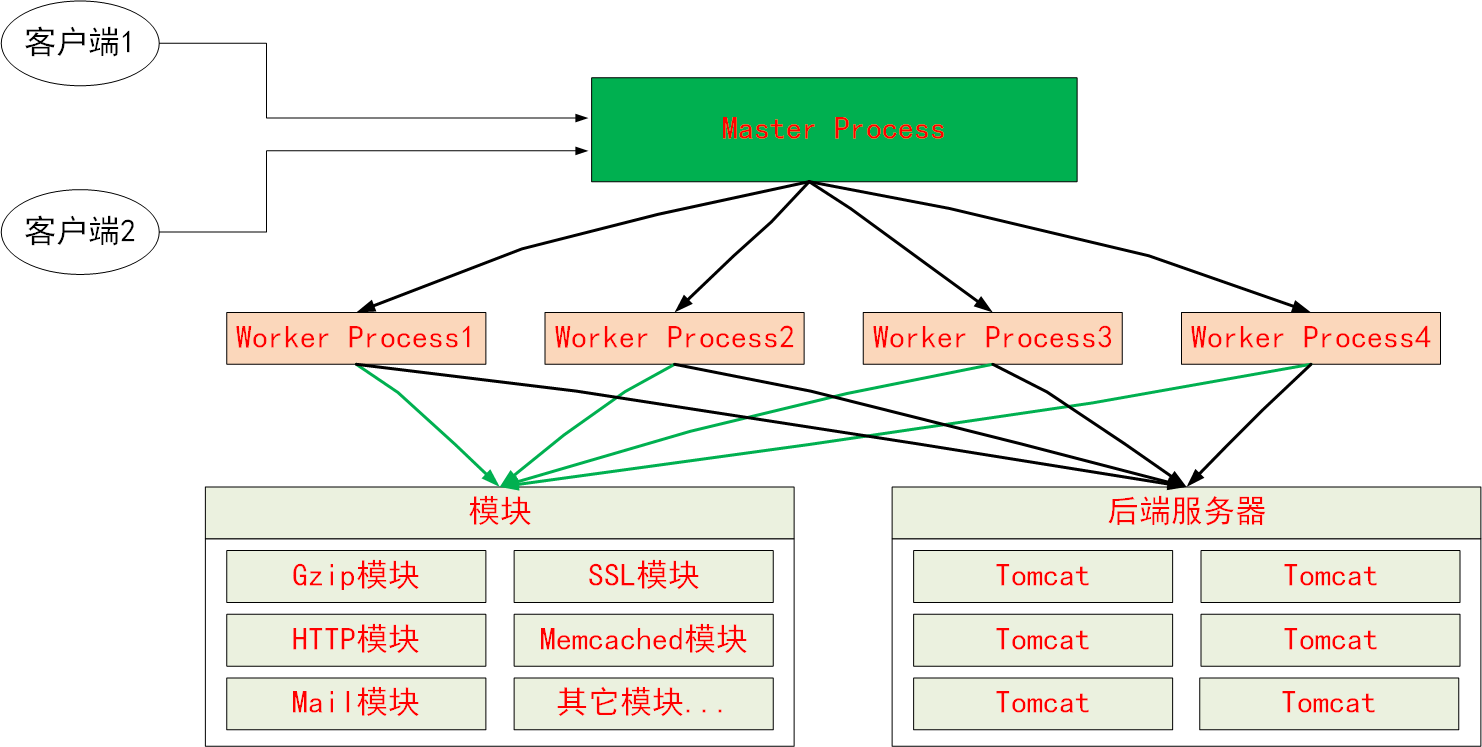 客户端1
Master Process
客户端2
Worker Process1
Worker Process2
Worker Process3
Worker Process4
模块
Gzip模块
SSL模块
HTTP模块
Memcached模块
Mail模块
其它模块...
后端服务器
Tomcat
Tomcat
Tomcat
Tomcat
Tomcat
Tomcat